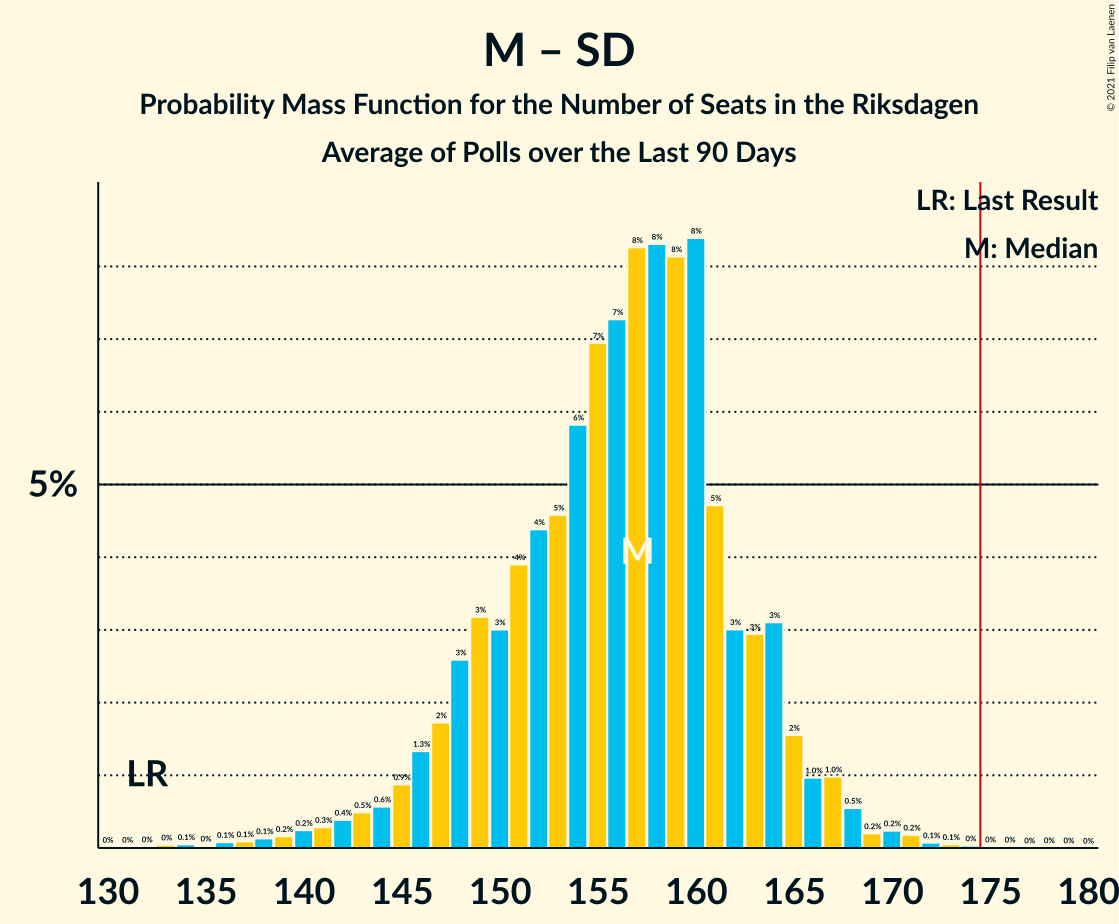 M – SD
Probability Mass Function for the Number of Seats in the Riksdagen
Average of Polls over the Last 90 Days
© 2021 Filip van Laenen
LR: Last Result
M: Median
5%
LR
M
0% 0% 0% 0% 0.1% 0% 0.1% 0.1% 0.1% 0.2% 0.2% 0.3% 0.4% 0.5% 0.6% 0.9% 1.3% 2% 3% 3% 3% 4% 4% 5% 6% 7% 7% 8% 8% 8% 8% 5% 3% 3% 3% 2% 1.0% 1.0% 0.5% 0.2% 0.2% 0.2% 0.1% 0.1% 0% 0% 0% 0% 0% 0% 0%
130 135 140 145 150 155 160 165 170 175 180